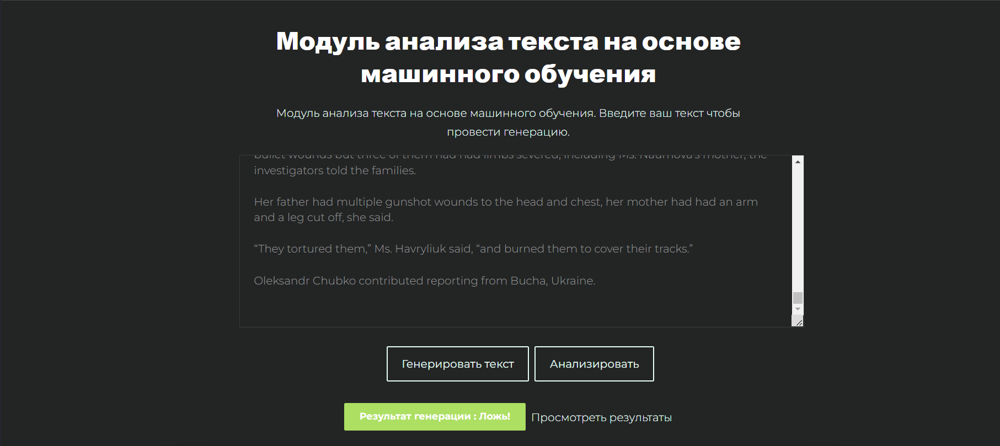 Модуль анализа текста на основе
машинного обучения
Модуль анализа текста на основе машинного обучения. Введите ваш текст чтобы
провести генерацию.
bullet wounds but three of them had had limbs severed, including Ms. Naumova's mother, the
investigators told the families.
Her father had multiple gunshot wounds to the head and chest, her mother had had an arm
and a leg cut off, she said.
“They tortured them,” Ms. Havryliuk said, “and burned them to cover their tracks.”
Oleksandr Chubko contributed reporting from Bucha, Ukraine.
Генерировать текст Анализировать
Результат генерации : Ложь! Просмотреть результаты